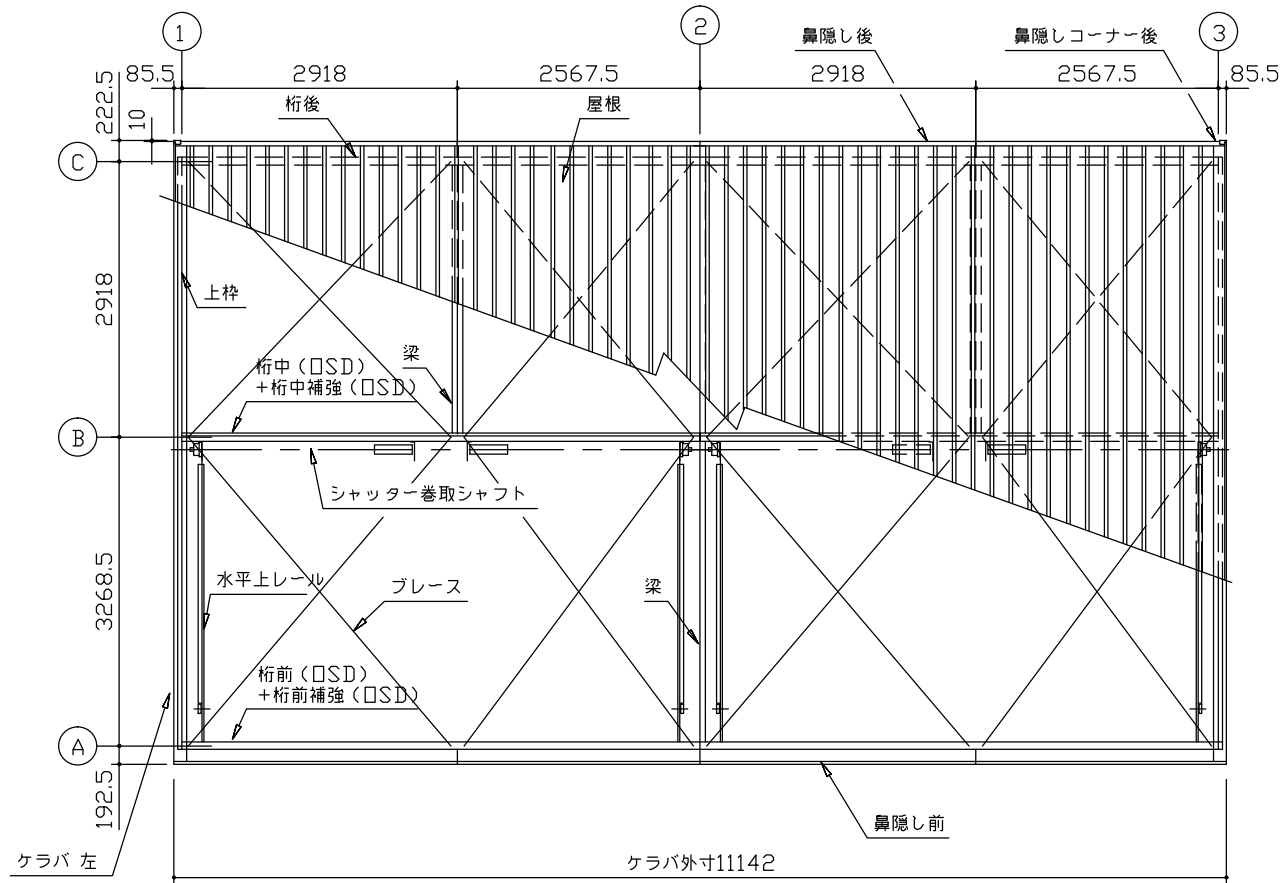 1
2
3
鼻隠し後
鼻隠しコーナー後
85.5
2918
2567.5
2918
2567.5
85.5
222.5
10
桁後
屋根
C
2918
上枠
梁
桁中（□SD）
+桁中補強（□SD）
B
シャッター巻取シャフト
3268.5
水平上レール
ブレース
梁
桁前（□SD）
+桁前補強（□SD）
A
192.5
鼻隠し前
ケラバ 左
ケラバ外寸11142